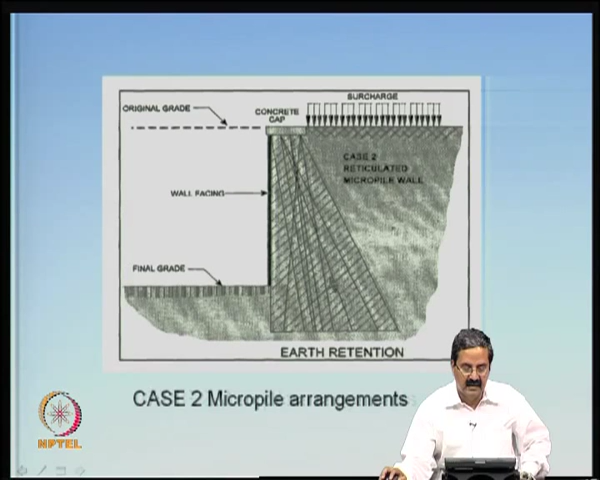 SURCHARGE
ORIGINAL GRADE
CONCRETE
CAP
CASE 2
RETICULATED
MICROPILE WALL
WALL FACING
FINAL GRADE
EARTH RETENTION
CASE 2 Micropile arrangements
NPTEL